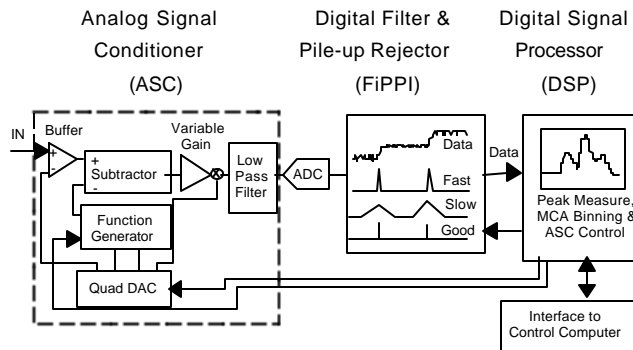 Analog Signal
Conditioner
(ASC)
Digital Filter &
Pile-up Rejector
(FiPPI)
Digital Signal
Processor
(DSP)
IN
Buffer
+
-
+
Subtractor
-
Variable
Gain
Low
Pass
Filter
ADC
Function
Generator
Quad DAC
Data
Fast
Slow
Good
Data
Peak Measure,
MCA Binning &
ASC Control
Interface to
Control Computer